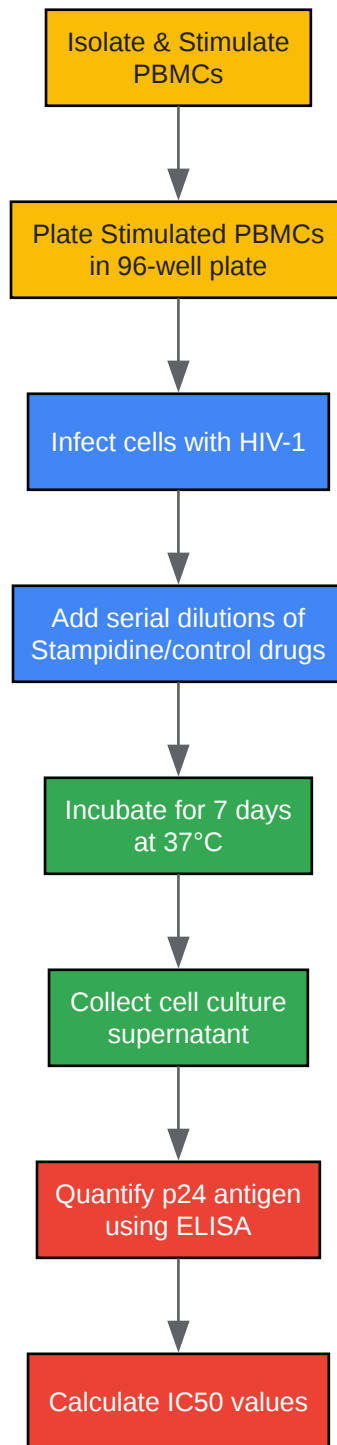 Isolate & Stimulate
PBMCs
Plate Stimulated PBMCs
in 96-well plate
Infect cells with HIV-1
Add serial dilutions of
Stampidine/control drugs
Incubate for 7 days
at 37°C
Collect cell culture
supernatant
Quantify p24 antigen
using ELISA
Calculate IC50 values